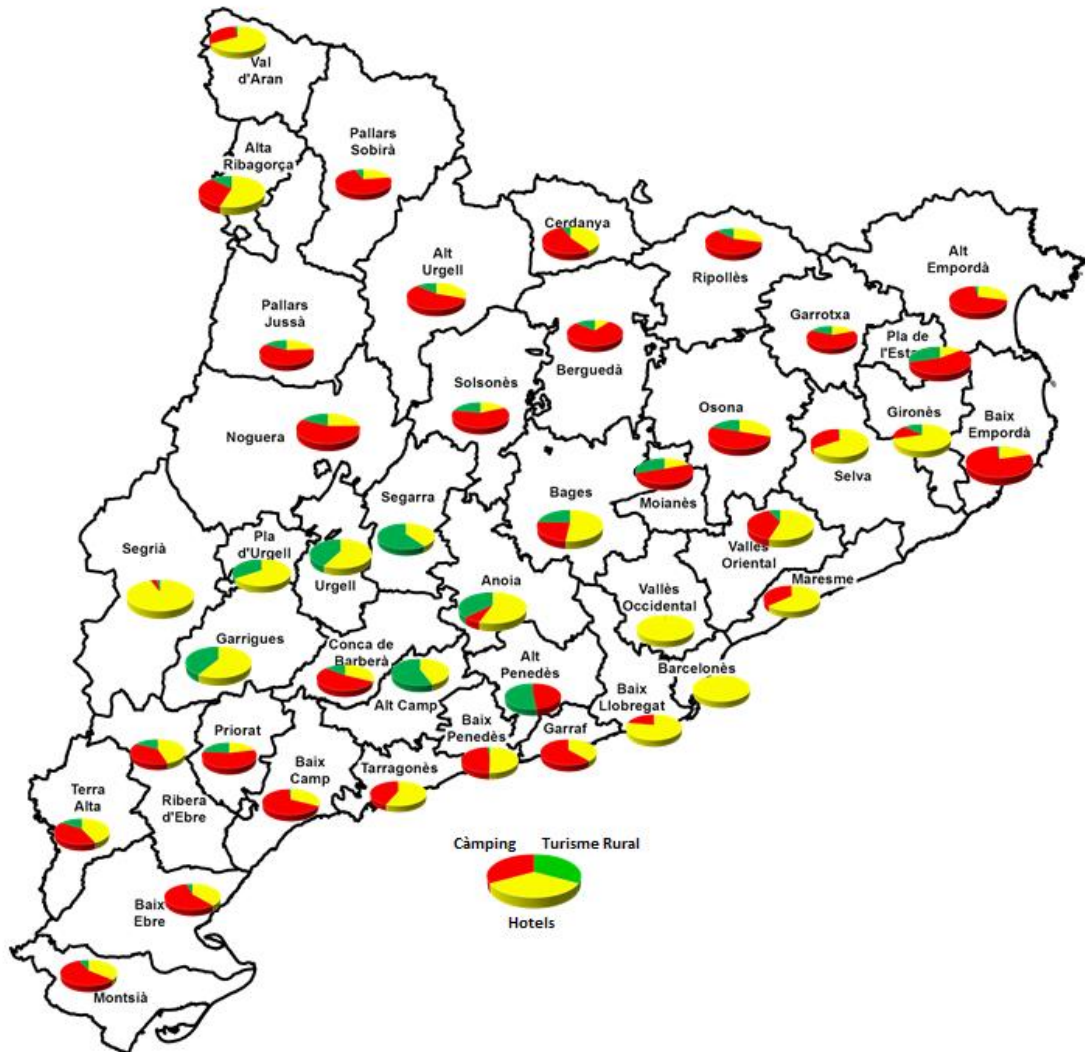 Val
d'Aran
Pallars
Sobirà
Alta
Ribagorça
Cerdanya
Alt
Urgell
Ripollès
Alt
Empordà
Pallars
Jussà
Garrotxa
Pla de
Berguedà
Solsonès
Noguera
Osona
Gironès
Baix
Empordà
Selva
Segarra
Bages
Moianès
Segrià
Pla
d'Urgell
Urgell
Anoia
Vallès
Oriental
Maresme
Vallès
Occidental
Garrigues
Conca de
Barberà
Alt Camp
Alt
Penedès
Barcelonès
Baix
Llobregat
Priorat
Baix
Penedès
Garraf
Baix
Camp
Tarragonès
Terra
Alta
Ribera
d'Ebre
Càmping Turisme Rural
Hotels
Baix
Ebre
Montsià